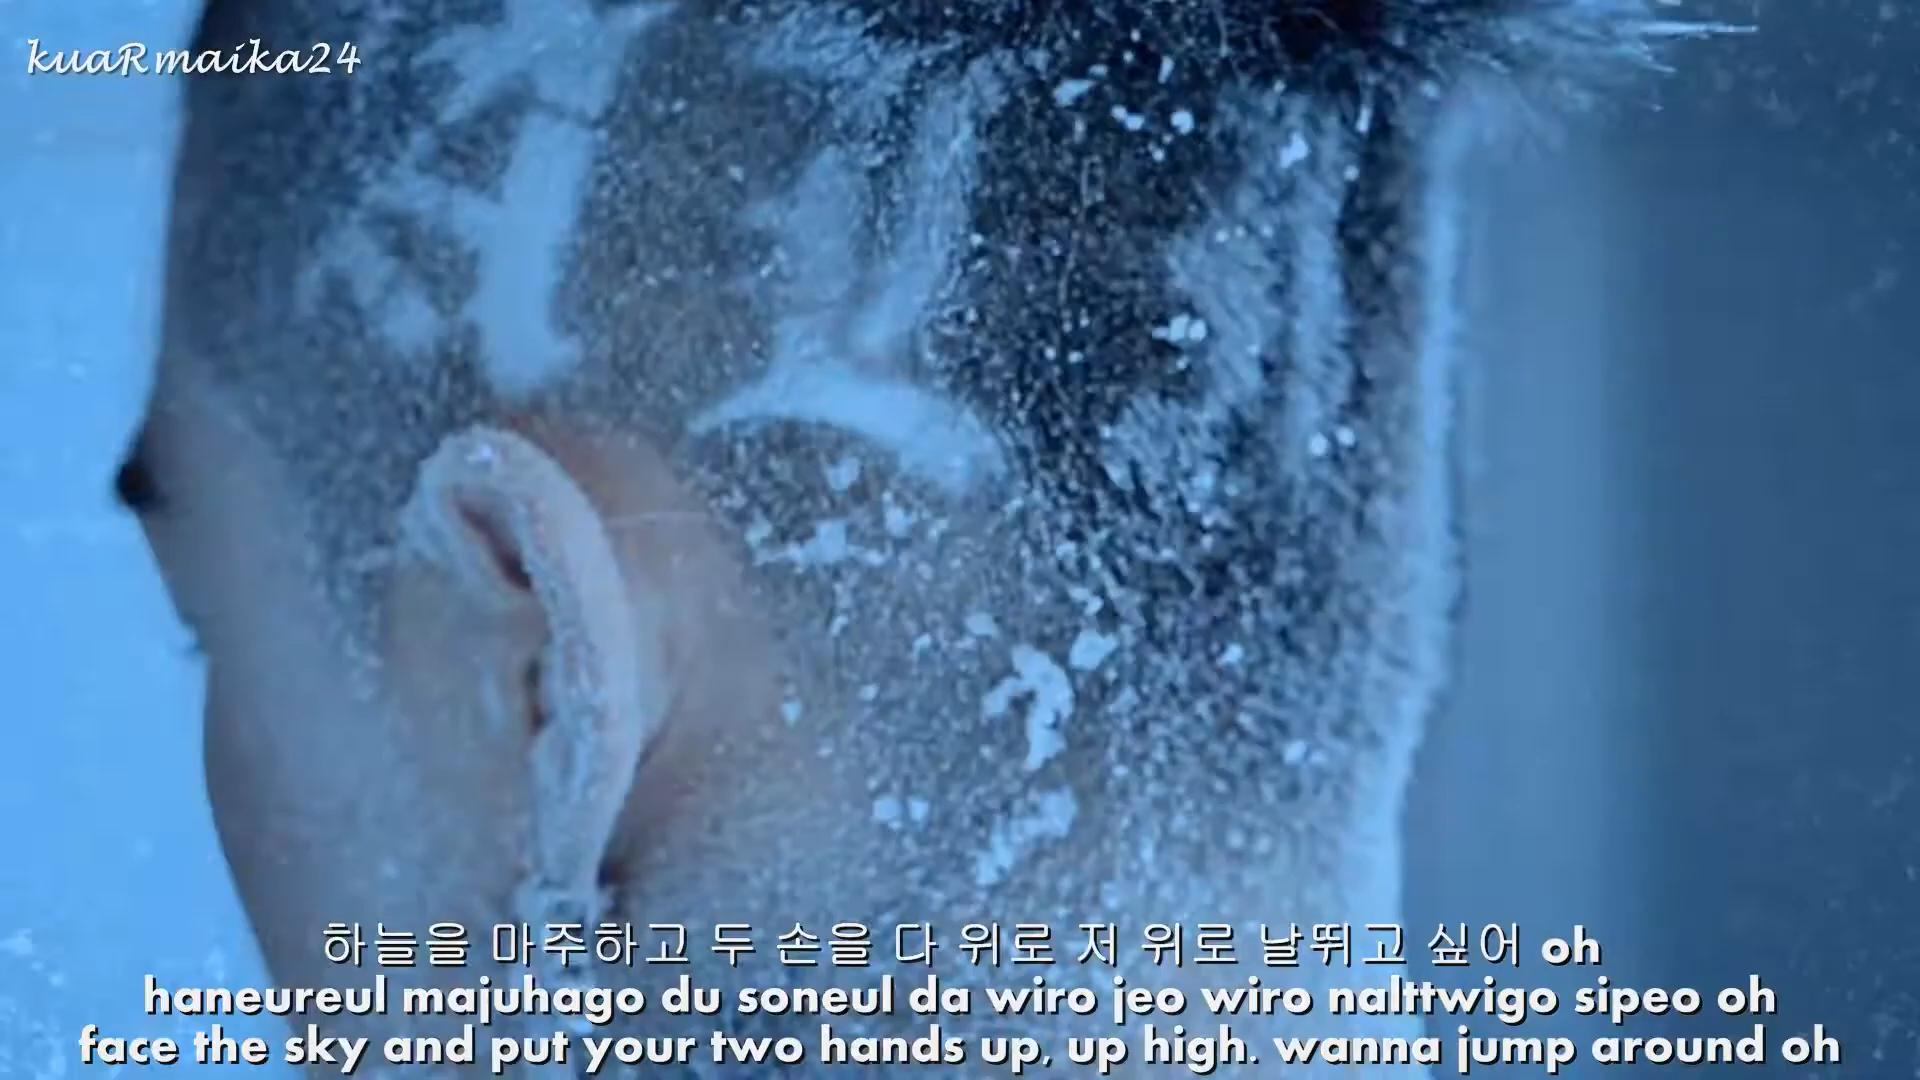 kuaRmaika24
하늘을 마주하고 두 손을 다 위로 저 위로 날뛰고 싶어 oh
haneureul majuhago du soneul da wiro jeo wiro nalttwigo sipeo oh
face the sky and put your two hands up, up high. wanna jump around oh